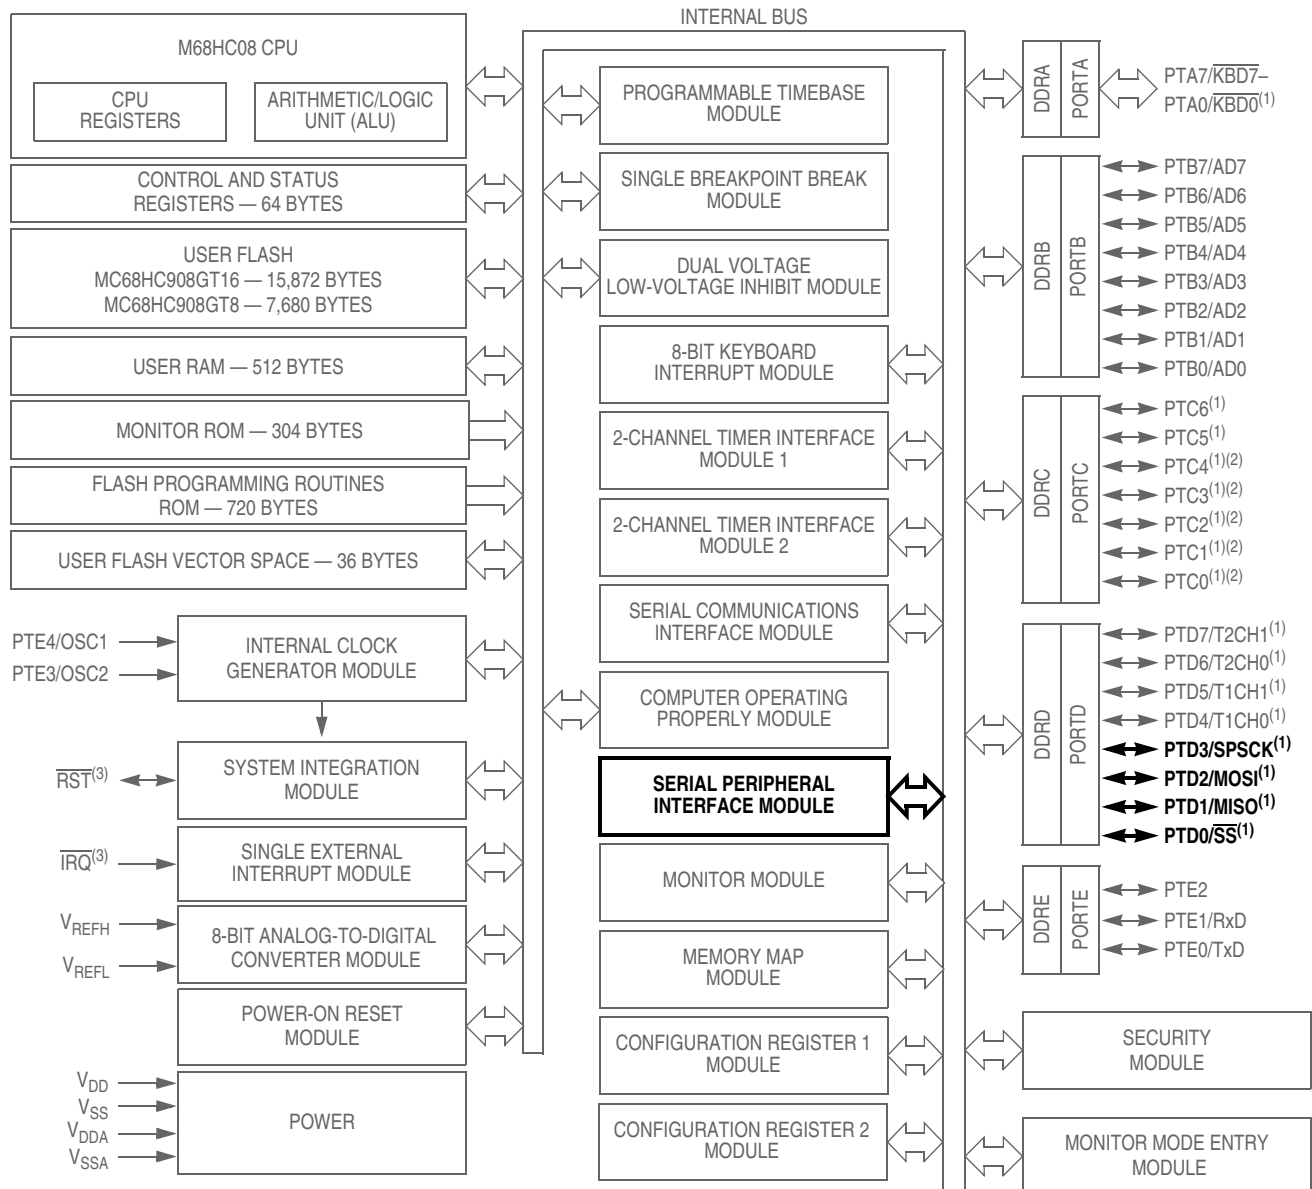 INTERNAL BUS
M68HC08 CPU
CPU
REGISTERS
ARITHMETIC/LOGIC
UNIT (ALU)
CONTROL AND STATUS
REGISTERS — 64 BYTES
USER FLASH
MC68HC908GT16 — 15,872 BYTES
MC68HC908GT8 — 7,680 BYTES
USER RAM — 512 BYTES
MONITOR ROM — 304 BYTES
FLASH PROGRAMMING ROUTINES
ROM — 720 BYTES
USER FLASH VECTOR SPACE — 36 BYTES
PTE4/OSC1
PTE3/OSC2
INTERNAL CLOCK
GENERATOR MODULE
RST(3)
SYSTEM INTEGRATION
MODULE
IRQ(3)
SINGLE EXTERNAL
INTERRUPT MODULE
VREFH
VREFL
8-BIT ANALOG-TO-DIGITAL
CONVERTER MODULE
POWER-ON RESET
MODULE
VDD
VSS
VDDA
VSSA
POWER
PROGRAMMABLE TIMEBASE
MODULE
SINGLE BREAKPOINT BREAK
MODULE
DUAL VOLTAGE
LOW-VOLTAGE INHIBIT MODULE
8-BIT KEYBOARD
INTERRUPT MODULE
2-CHANNEL TIMER INTERFACE
MODULE 1
2-CHANNEL TIMER INTERFACE
MODULE 2
SERIAL COMMUNICATIONS
INTERFACE MODULE
COMPUTER OPERATING
PROPERLY MODULE
SERIAL PERIPHERAL
INTERFACE MODULE
MONITOR MODULE
MEMORY MAP
MODULE
CONFIGURATION REGISTER 1
MODULE
CONFIGURATION REGISTER 2
MODULE
DDRA
PORTA
PTA7/KBD7–
PTA0/KBD0(1)
DDRB
PORTB
PTB7/AD7
PTB6/AD6
PTB5/AD5
PTB4/AD4
PTB3/AD3
PTB2/AD2
PTB1/AD1
PTB0/AD0
DDRC
PORTC
PTC6(1)
PTC5(1)
PTC4(1)(2)
PTC3(1)(2)
PTC2(1)(2)
PTC1(1)(2)
PTC0(1)(2)
DDRD
PORTD
PTD7/T2CH1(1)
PTD6/T2CH0(1)
PTD5/T1CH1(1)
PTD4/T1CH0(1)
PTD3/SPSCK(1)
PTD2/MOSI(1)
PTD1/MISO(1)
PTD0/SS(1)
DDRE
PORTE
PTE2
PTE1/RxD
PTE0/TxD
SECURITY
MODULE
MONITOR MODE ENTRY
MODULE